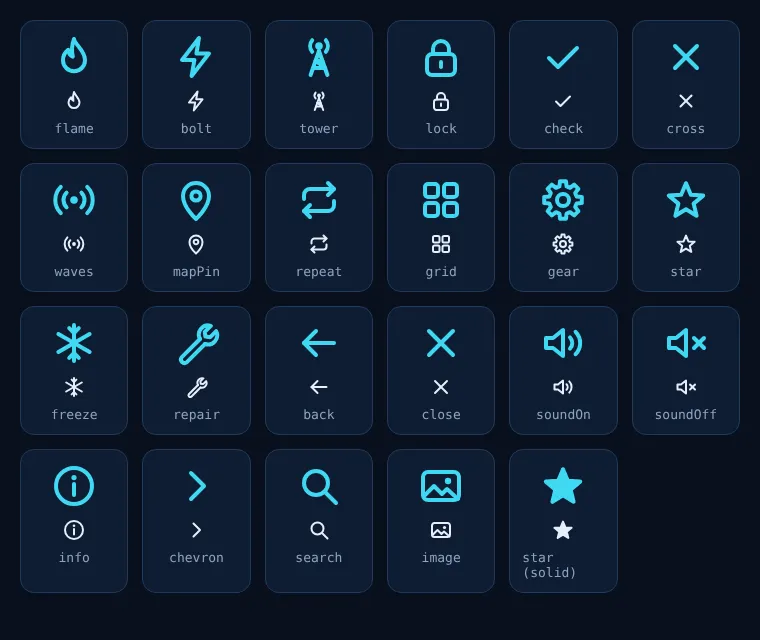 flame
bolt
tower
lock
check
cross
waves
mapPin
repeat
grid
gear
star
freeze
repair
back
close
soundOn
soundOff
info
chevron
search
image
star
(solid)